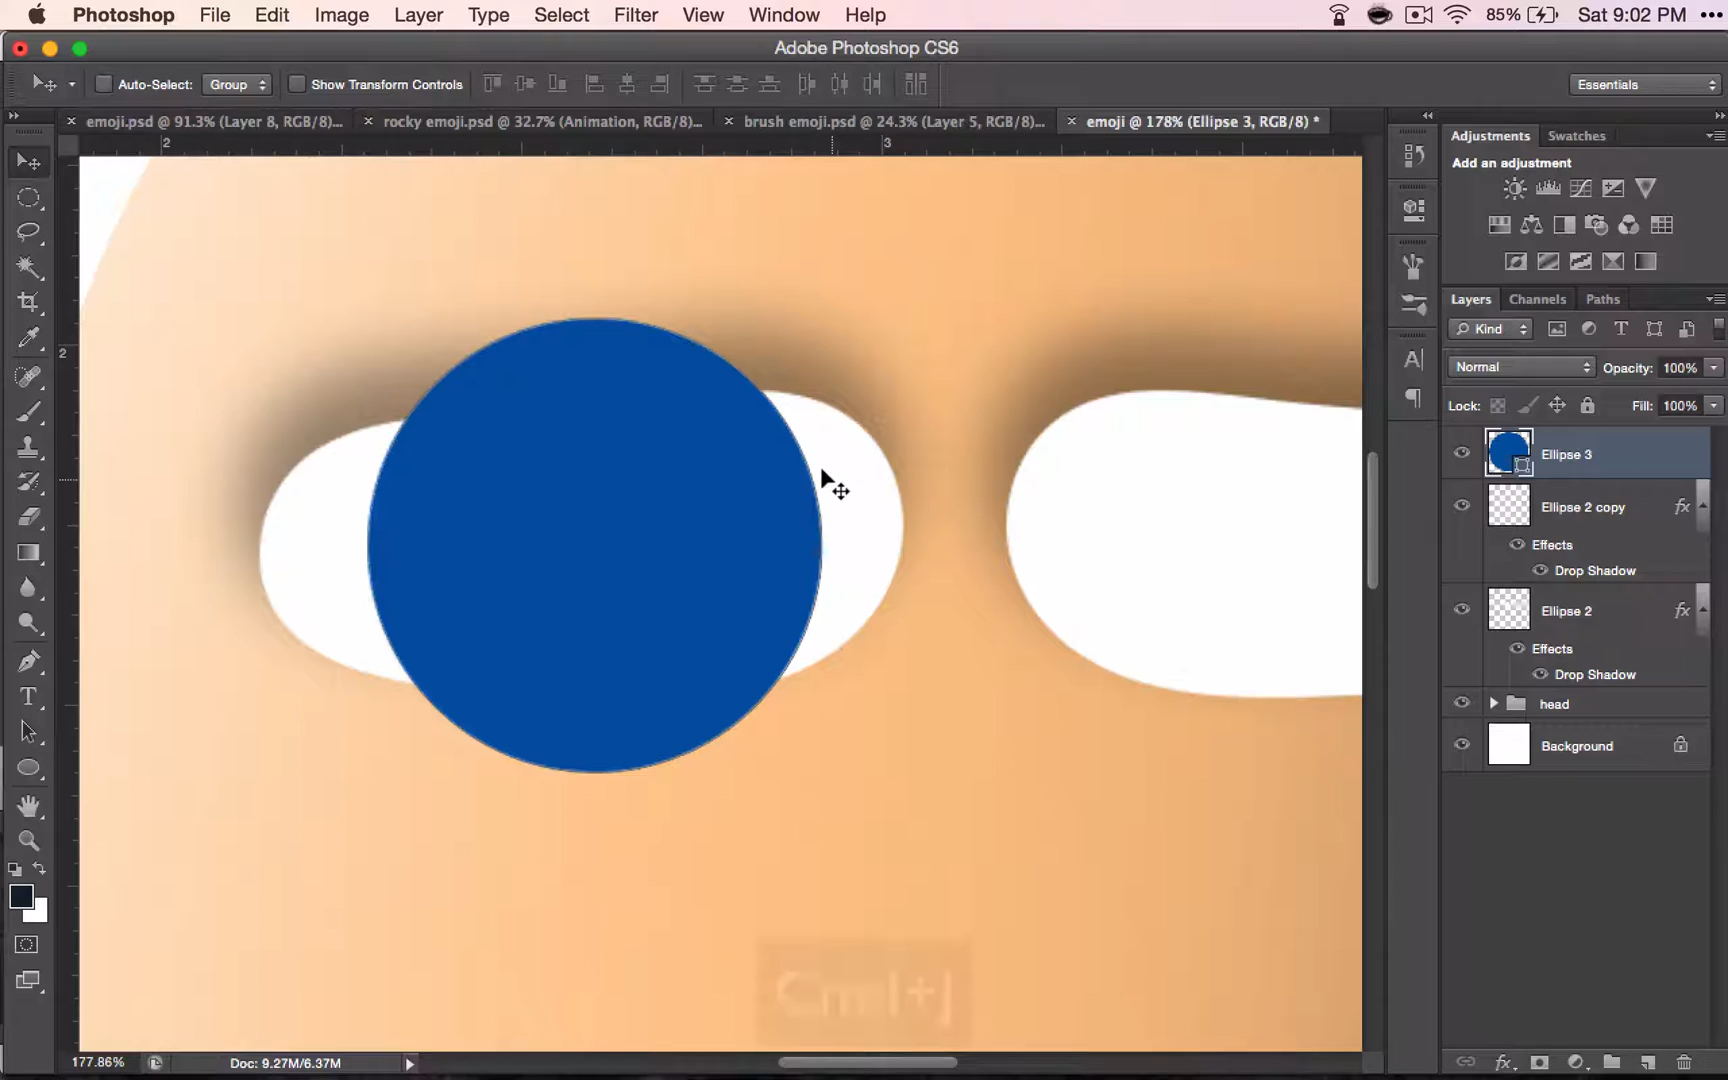 Photoshop File Edit Image Layer Type Select Filter View Window Help 85% Sat 9:02 PM
Adobe Photoshop CS6
Auto-Select: Group Show Transform Controls Essentials
emoji.psd @ 91.3% (Layer 8, RGB/8)... rocky emoji.psd @ 32.7% (Animation, RGB/8)... brush emoji.psd @ 24.3% (Layer 5, RGB/8)... emoji @ 178% (Ellipse 3, RGB/8) *
2 3
2
Adjustments Swatches
Add an adjustment
Layers Channels Paths
Kind
Normal Opacity: 100%
Lock: Fill: 100%
Ellipse 3
Ellipse 2 copy fx
Effects
Drop Shadow
Ellipse 2 fx
Effects
Drop Shadow
head
Background
Cmd+J
177.86% Doc: 9.27M/6.37M